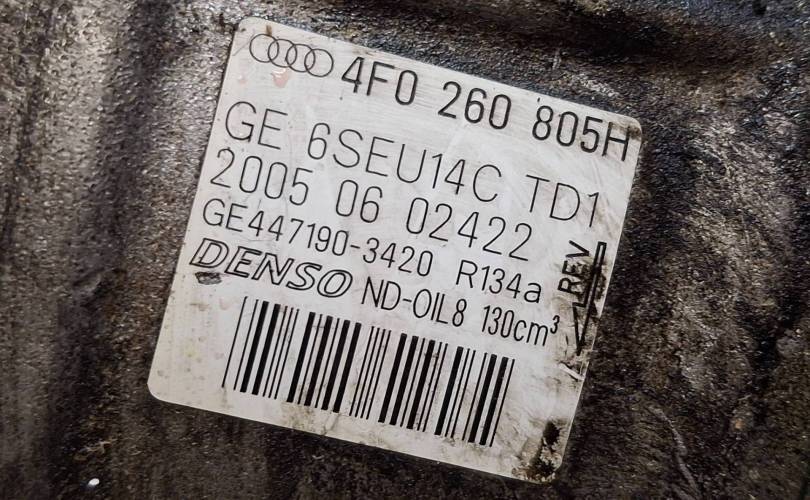 4F0 260 805H
GE 6SEU14C TD1
2005 06 02422
GE447190-3420 R134a
DENSO ND-OIL8 130cm³
REV